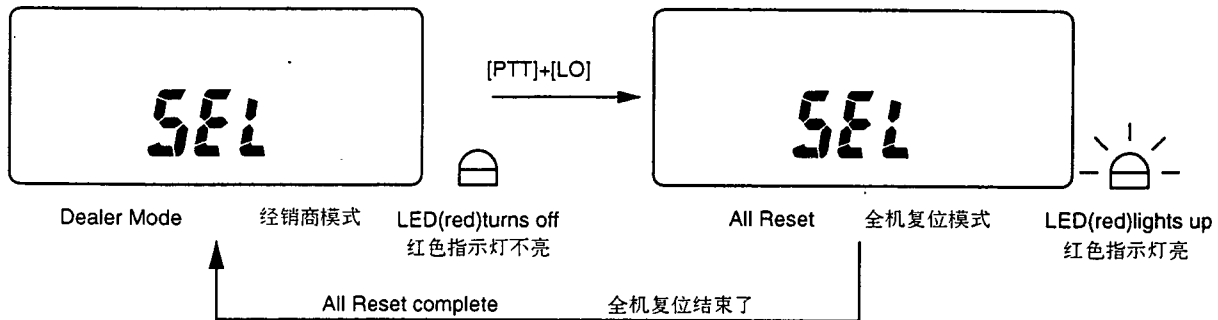 [PTT]+[LO]
SEL
SEL
Dealer Mode 经销商模式 LED(red)turns off
红色指示灯不亮
All Reset 全机复位模式 LED(red)lights up
红色指示灯亮
All Reset complete 全机复位结束了